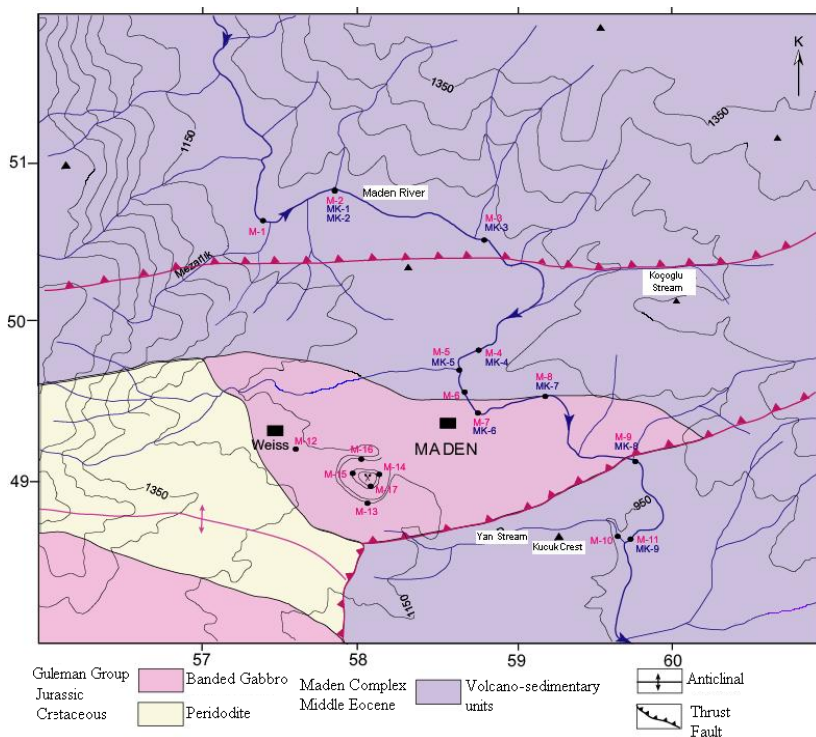 K
1350
1350
1150
51
Maden River
M-2
MK-1
MK-2
M-1
M-3
MK-3
Mezarlık
Koçoglu
Stream
50
M-5
MK-5
M-4
MK-4
M-6
M-8
MK-7
M-7
MK-6
Weiss
M-12
MADEN
M-9
MK-8
M-16
M-15
M-14
M-17
M-13
49
1350
950
Yan Stream
Kucuk Crest
M-10
M-11
MK-9
1150
57
58
59
60
Guleman Group
Jurassic
Cretaceous
Banded Gabbro
Peridodite
Maden Complex
Middle Eocene
Volcano-sedimentary
units
Anticlinal
Thrust
Fault